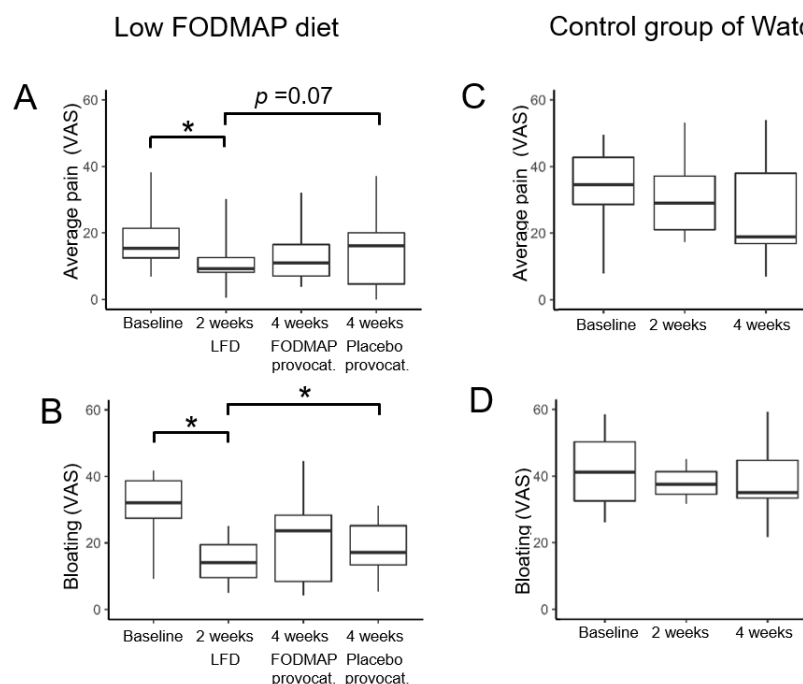 Low FODMAP diet
Control group of Watc
A
Average pain (VAS)
60
40
20
0
*
p =0.07
Baseline
2 weeks
LFD
4 weeks
FODMAP
provocat.
4 weeks
Placebo
provocat.
C
Average pain (VAS)
60
40
20
0
Baseline
2 weeks
4 weeks
B
Bloating (VAS)
60
40
20
0
*
*
Baseline
2 weeks
LFD
4 weeks
FODMAP
provocat.
4 weeks
Placebo
provocat.
D
Bloating (VAS)
60
40
20
0
Baseline
2 weeks
4 weeks